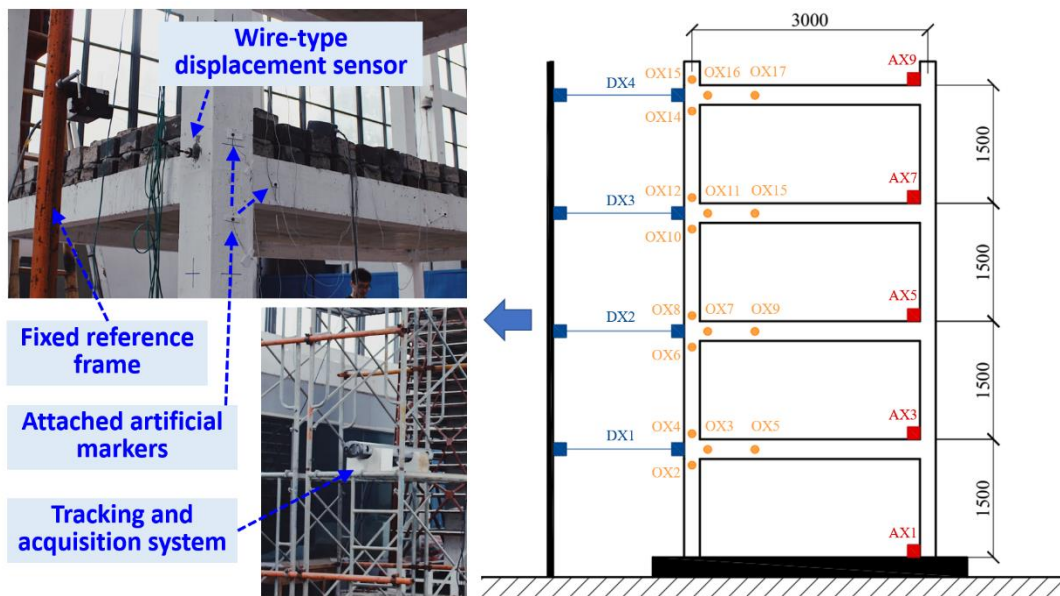 Wire-type
displacement sensor
Fixed reference
frame
Attached artificial
markers
Tracking and
acquisition system
3000
AX9
OX15 OX16 OX17
DX4
OX14
1500
AX7
OX12 OX11 OX15
DX3
OX10
1500
AX5
OX8 OX7 OX9
DX2
OX6
1500
AX3
OX4 OX3 OX5
DX1
OX2
1500
AX1